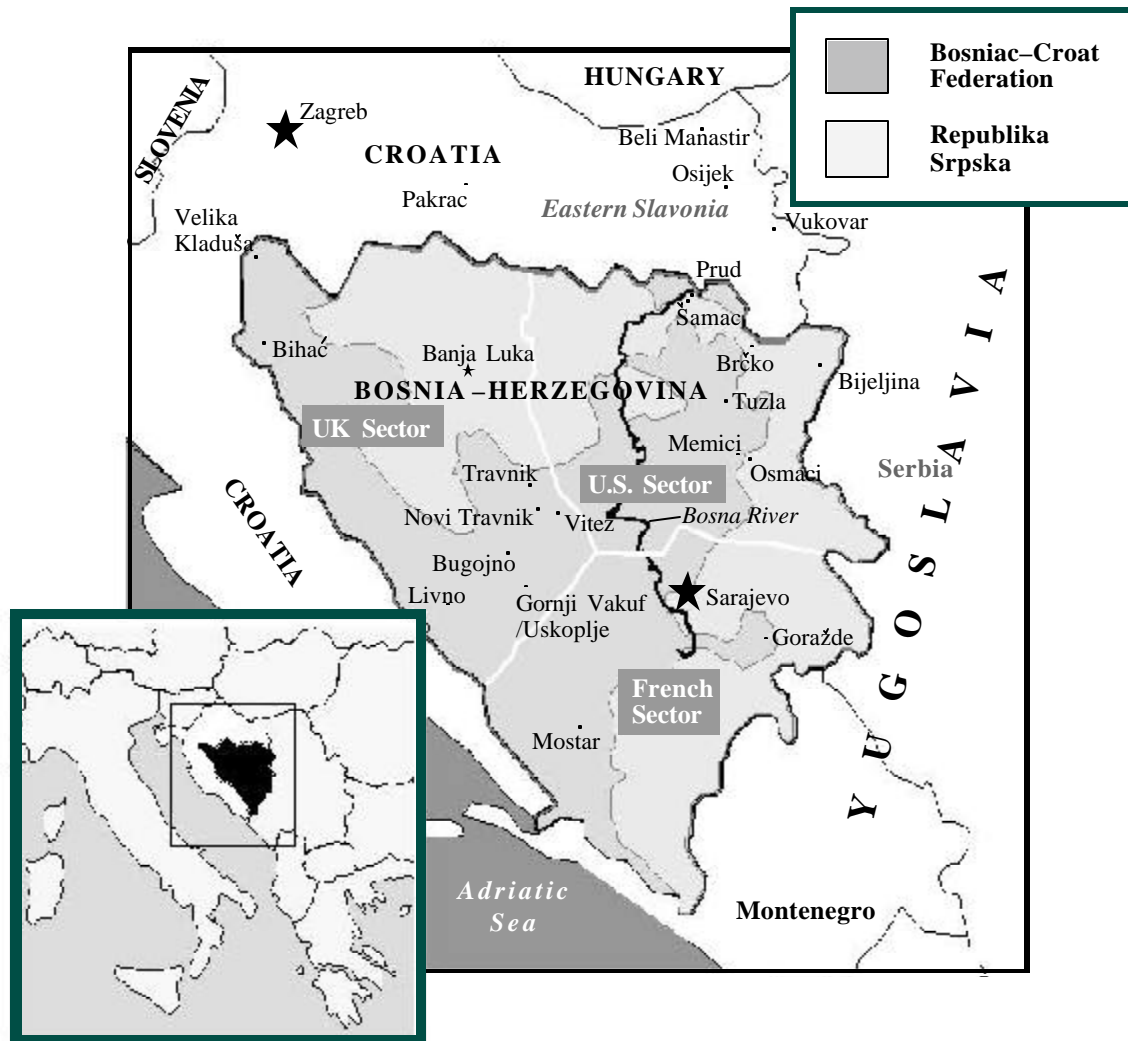 HUNGARY
Bosniac–Croat
Federation
Republika
Srpska
SLOVENIA
Zagreb
CROATIA
Beli Manastir
Osijek
Pakrac
Eastern Slavonia
Velika
Kladuša
Vukovar
Prud
Šamac
Bihać
Banja Luka
Brčko
Bijeljina
BOSNIA–HERZEGOVINA
Tuzla
UK Sector
Memici
Osmaci
Serbia
YUGOSLAVIA
Travnik
U.S. Sector
CROATIA
Novi Travnik
Vitez
Bosna River
Bugojno
Livno
Gornji Vakuf
/Uskoplje
Sarajevo
Goražde
French
Sector
Mostar
Adriatic
Sea
Montenegro